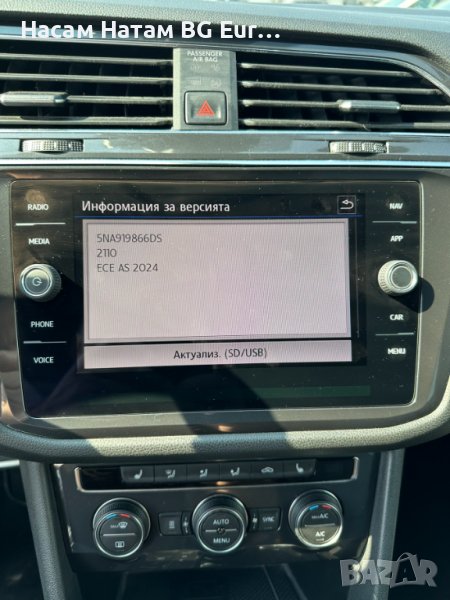 Насам Натам BG Eur...
PASSENGER
AIR BAG
RADIO
MEDIA
PHONE
VOICE
Информация за версията
5NA919866DS
2110
ECE AS 2024
Актуализ. (SD/USB)
NAV
APP
CAR
MENU
AUTO
MENU
SYNC
A/C
A/C
BAZAR